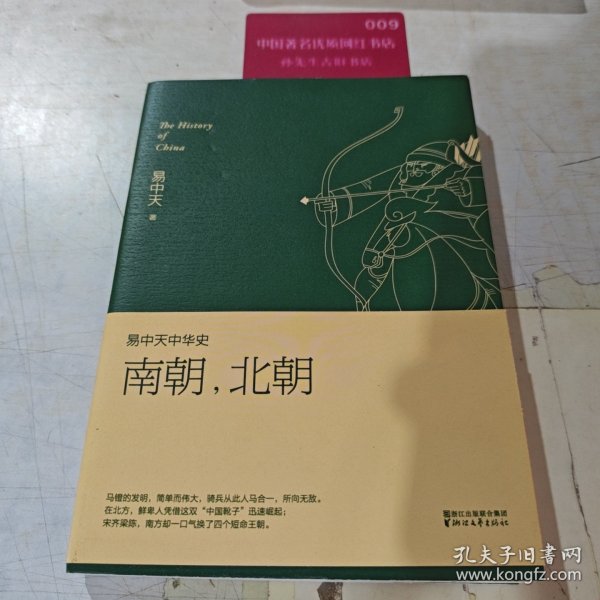 009
中国著名优质网红书店
孙先生古旧书店
The History
of
China
易中天
著
易中天中华史
南朝，北朝
马镫的发明，简单而伟大，骑兵从此人马合一，所向无敌。
在北方，鲜卑人凭借这双“中国靴子”迅速崛起；
宋齐梁陈，南方却一口气换了四个短命王朝。
浙江出版联合集团
浙江文艺出版社
孔夫子旧书网
www.kongfz.com